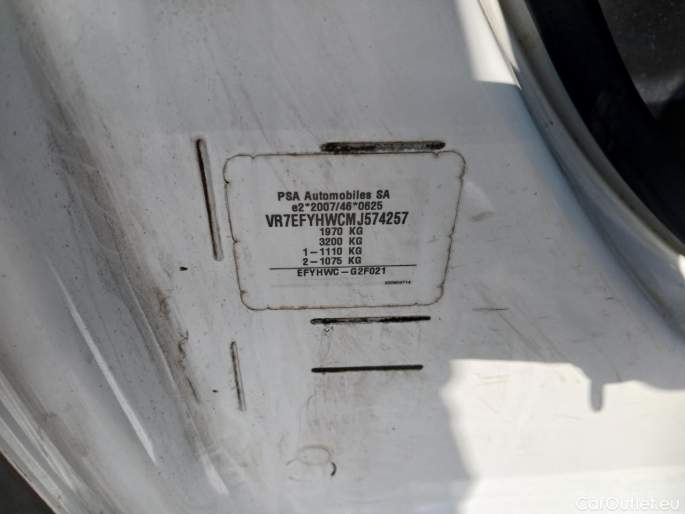 PSA Automobiles SA
e2*2007/46*0625
VR7EFYHWCMJ574257
1970 KG
3200 KG
1-1110 KG
2-1075 KG
EFYHWC-G2F021
CarOutlet.eu